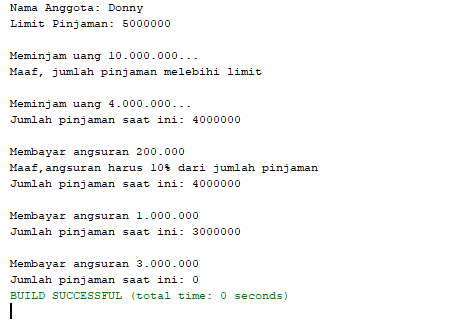 Nama Anggota: Donny
Limit Pinjaman: 5000000
Meminjam uang 10.000.000...
Maaf, jumlah pinjaman melebihi limit
Meminjam uang 4.000.000...
Jumlah pinjaman saat ini: 4000000
Membayar angsuran 200.000
Maaf,angsuran harus 10% dari jumlah pinjaman
Jumlah pinjaman saat ini: 4000000
Membayar angsuran 1.000.000
Jumlah pinjaman saat ini: 3000000
Membayar angsuran 3.000.000
Jumlah pinjaman saat ini: 0
BUILD SUCCESSFUL (total time: 0 seconds)